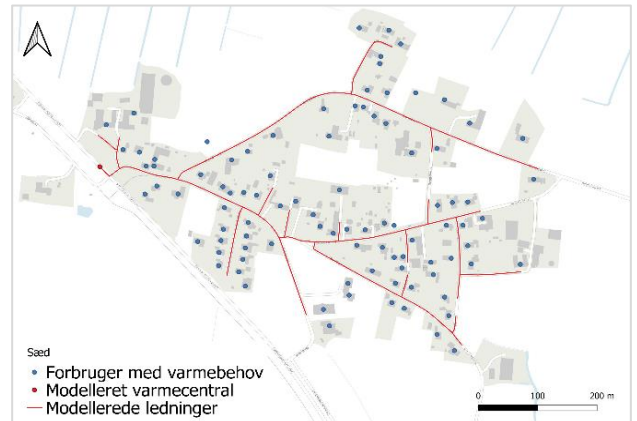 Sæd
Forbruger med varmebehov
Modelleret varmecentral
Modellerede ledninger
0 100 200 m